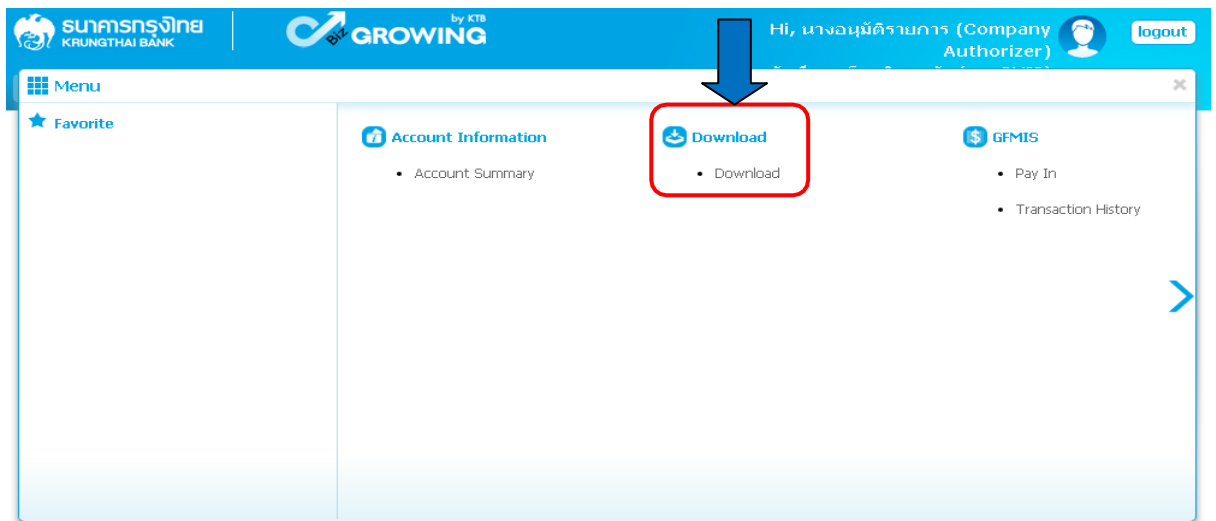 ธนาคารกรุงไทย
KRUNGTHAI BANK
by KTB
Biz GROWING
Hi, นางอนุมัติรายการ (Company
Authorizer)
logout
Menu
Favorite
Account Information
Account Summary
Download
Download
GFMIS
Pay In
Transaction History